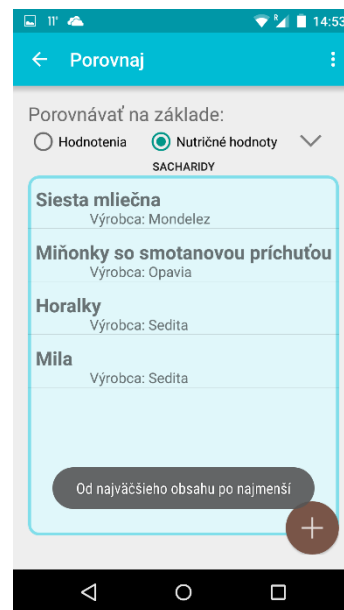 11° 14:53
Porovnaj
Porovnávať na základe:
Hodnotenia Nutričné hodnoty
SACHARIDY
Siesta mliečna
Výrobca: Mondelez
Miňonky so smotanovou príchuťou
Výrobca: Opavia
Horalky
Výrobca: Sedita
Mila
Výrobca: Sedita
Od najväčšieho obsahu po najmenší